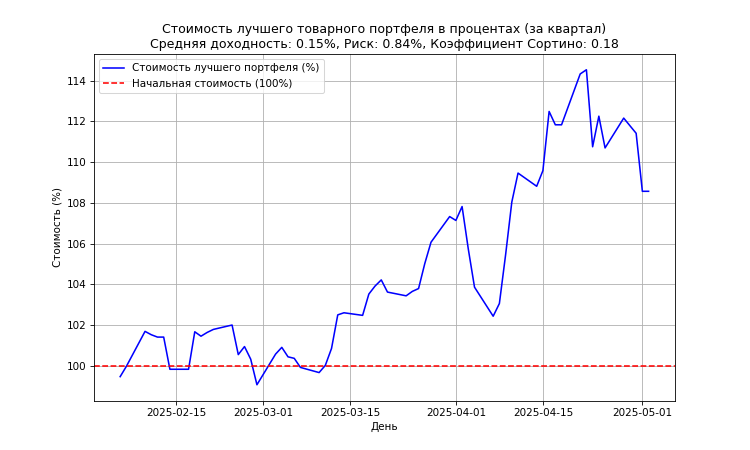 Стоимость лучшего товарного портфеля в процентах (за квартал)
Средняя доходность: 0.15%, Риск: 0.84%, Коэффициент Сортино: 0.18
Стоимость лучшего портфеля (%)
Начальная стоимость (100%)
Стоимость (%)
114
112
110
108
106
104
102
100
2025-02-15
2025-03-01
2025-03-15
2025-04-01
2025-04-15
2025-05-01
День